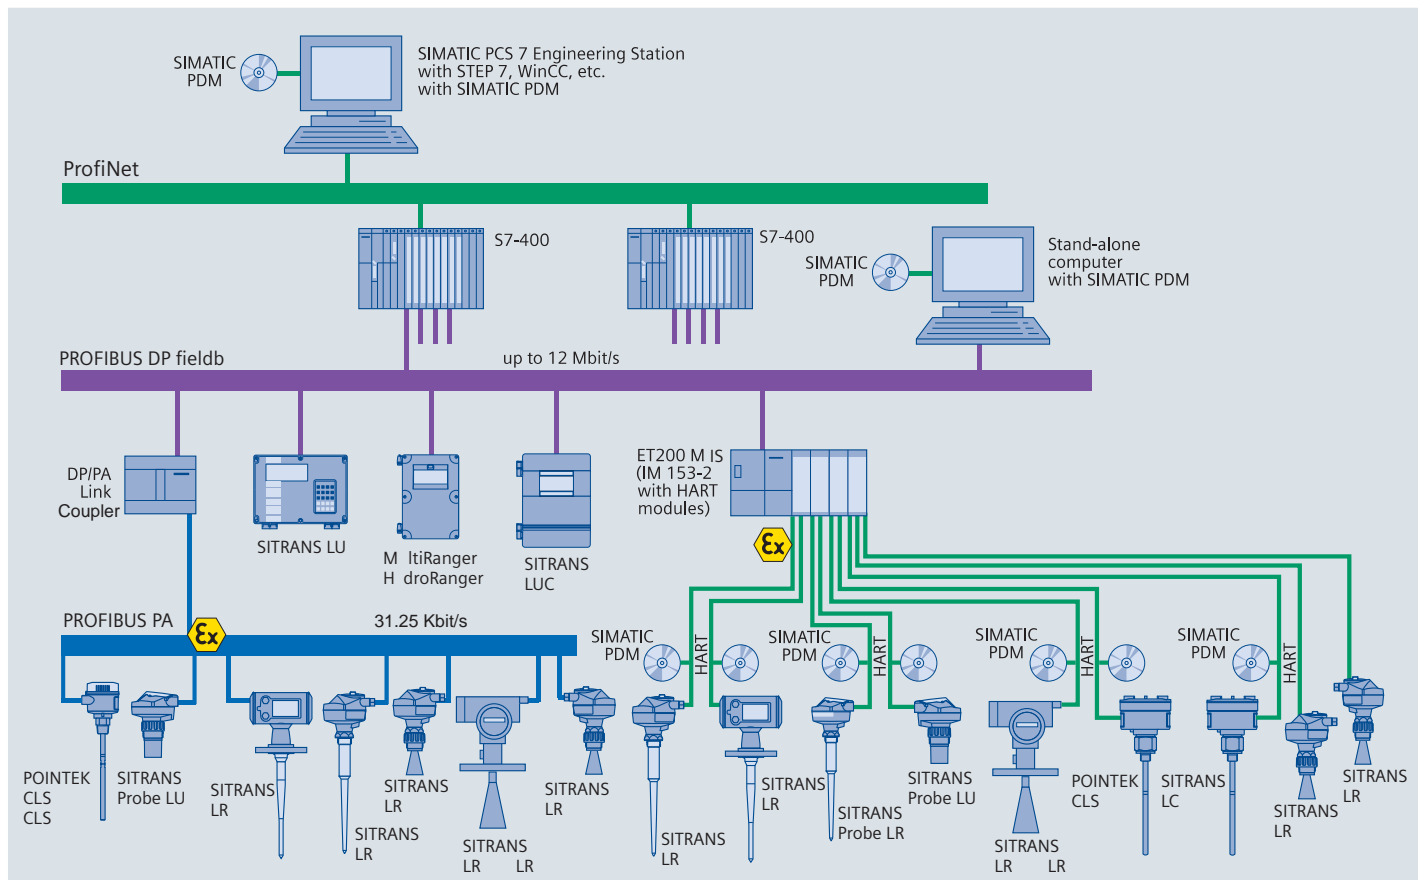 SIMATIC
PDM
SIMATIC PCS 7 Engineering Station
with STEP 7, WinCC, etc.
with SIMATIC PDM
ProfiNet
S7-400
S7-400
SIMATIC
PDM
Stand-alone
computer
with SIMATIC PDM
PROFIBUS DP fieldb
up to 12 Mbit/s
DP/PA
Link
Coupler
SITRANS LU
M ltiRanger
H droRanger
SITRANS
LUC
ET200 M IS
(IM 153-2
with HART
modules)
Ex
PROFIBUS PA
Ex
31.25 Kbit/s
SIMATIC
PDM
HART
SIMATIC
PDM
HART
SIMATIC
PDM
HART
SIMATIC
PDM
HART
POINTEK
CLS
CLS
SITRANS
Probe LU
SITRANS
LR
SITRANS
LR
SITRANS
LR
SITRANS
LR LR
SITRANS
LR
SITRANS
LR
SITRANS
LR
SITRANS
Probe LR
SITRANS
Probe LU
SITRANS
LR LR
POINTEK
CLS
SITRANS
LC
SITRANS
LR
SITRANS
LR